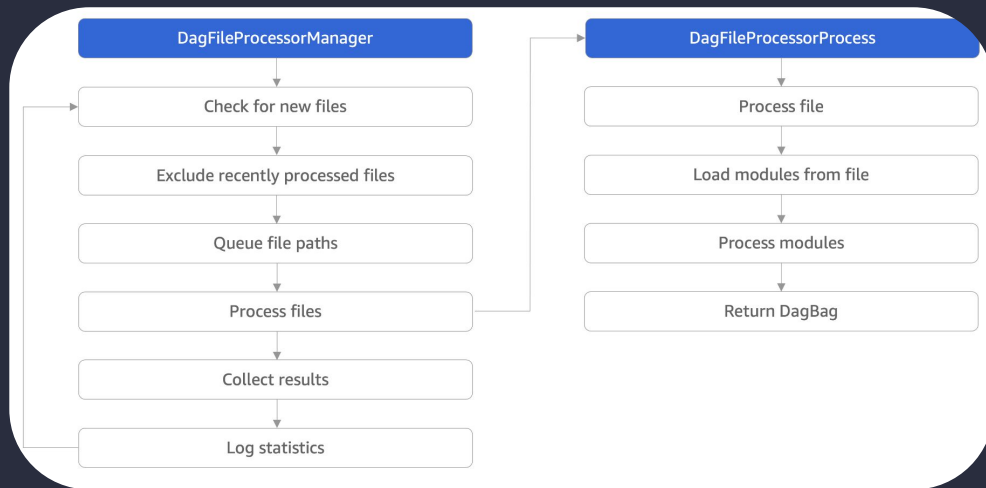 DagFileProcessorManager
Check for new files
Exclude recently processed files
Queue file paths
Process files
Collect results
Log statistics
DagFileProcessorProcess
Process file
Load modules from file
Process modules
Return DagBag